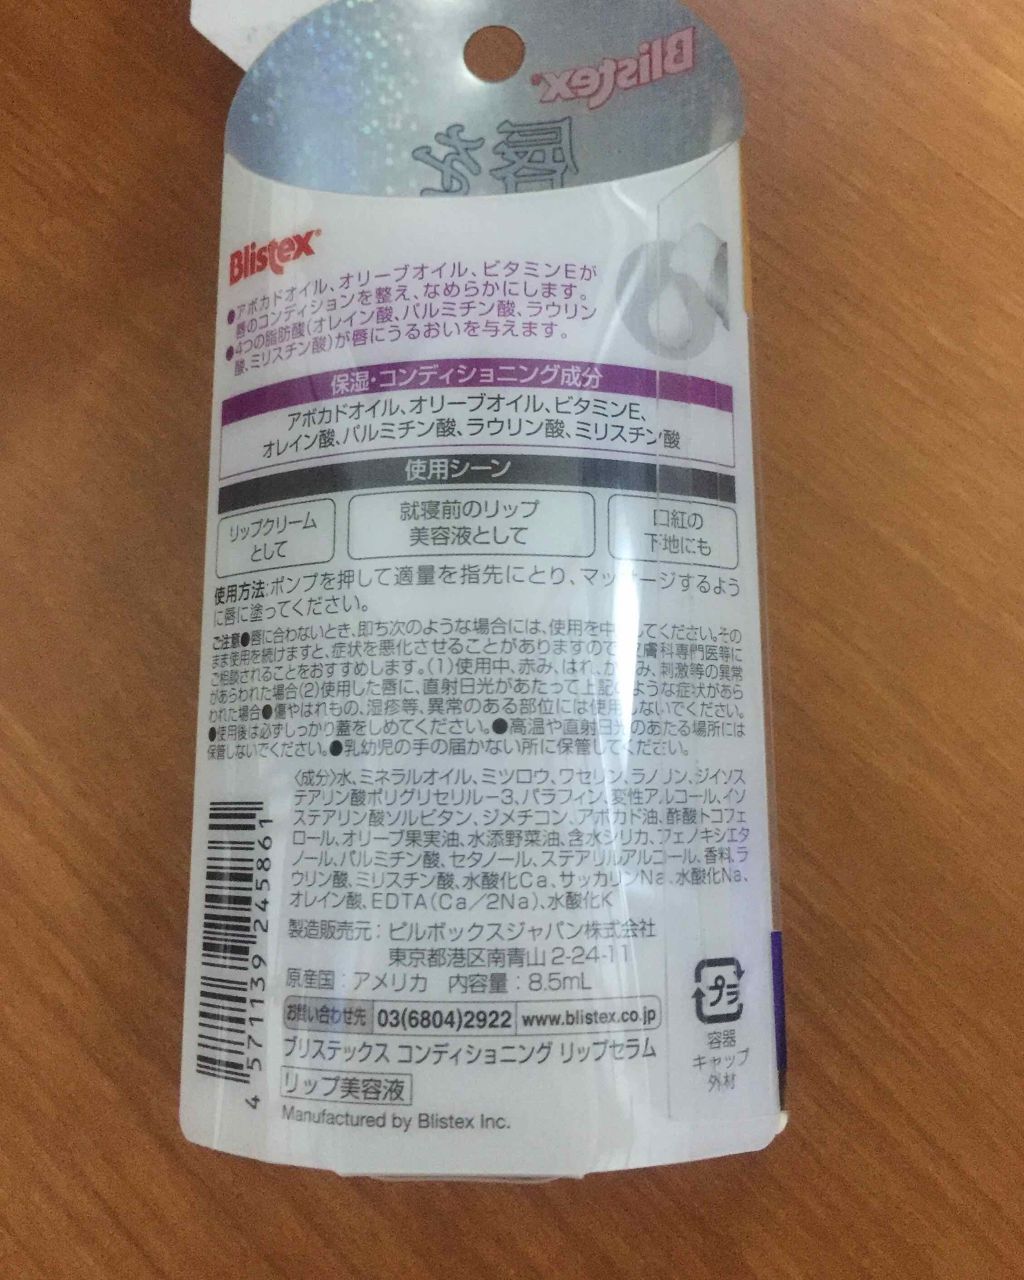 Blistex
Blistex®
●アボカドオイル、オリーブオイル、ビタミンEが
唇のコンディションを整え、なめらかにします。
●4つの脂肪酸(オレイン酸、パルミチン酸、ラウリン
酸、ミリスチン酸)が唇にうるおいを与えます。
保湿・コンディショニング成分
アボカドオイル、オリーブオイル、ビタミンE、
オレイン酸、パルミチン酸、ラウリン酸、ミリスチン酸
使用シーン
リップクリーム
として
就寝前のリップ
美容液として
口紅の
下地にも
使用方法:ポンプを押して適量を指先にとり、マッサージするよう
に唇に塗ってください。
ご注意●唇に合わないとき、即ち次のような場合には、使用を中してください。その
まま使用を続けますと、症状を悪化させることがありますので皮膚科専門医等に
ご相談されることをおすすめします。(1)使用中、赤み、はれ、かゆみ、刺激等の異常
があらわれた場合(2)使用した唇に、直射日光があたって上記のような症状があら
われた場合●傷やはれもの、湿疹等、異常のある部位には使用しないでください。
●使用後は必ずしっかり蓋をしめてください。●高温や直射日光のあたる場所には
保管しないでください。●乳幼児の手の届かない所に保管してください。
〈成分〉水、ミネラルオイル、ミツロウ、ワセリン、ラノリン、ジイソス
テアリン酸ポリグリセリル-3、パラフィン、変性アルコール、イソ
ステアリン酸ソルビタン、ジメチコン、アボカド油、酢酸トコフェ
ロール、オリーブ果実油、水添野菜油、含水シリカ、フェノキシエタ
ノール、パルミチン酸、セタノール、ステアリルアルコール、香料、ラ
ウリン酸、ミリスチン酸、水酸化Ca、サッカリンNa、水酸化Na、
オレイン酸、EDTA(Ca/2Na)、水酸化K
製造販売元:ピルボックスジャパン株式会社
東京都港区南青山2-24-11
原産国:アメリカ 内容量:8.5mL
お問い合わせ先 03(6804)2922 www.blistex.co.jp
ブリステックス コンディショニング リップセラム
リップ美容液
Manufactured by Blistex Inc.
4 571139 245861
プラ
容器
キャップ
外材